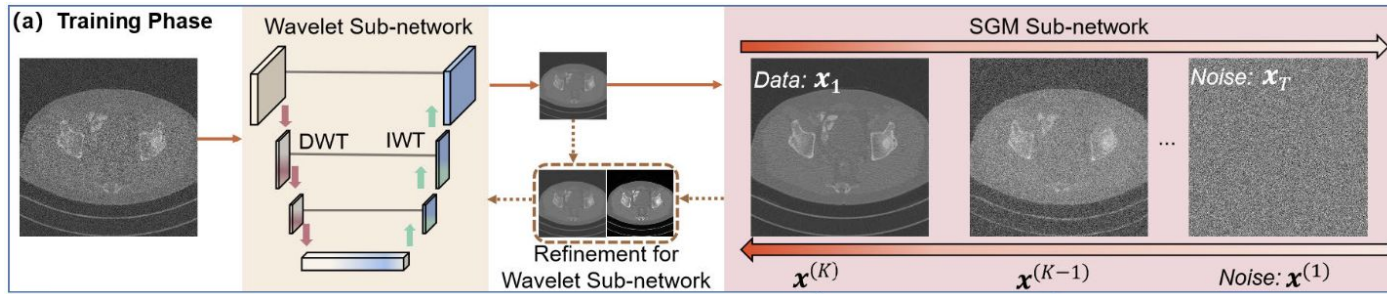 (a) Training Phase
Wavelet Sub-network
SGM Sub-network
Data: x₁
Noise: x_T
DWT
IWT
...
Refinement for
Wavelet Sub-network
x^(K)
x^(K−1)
Noise: x^(1)